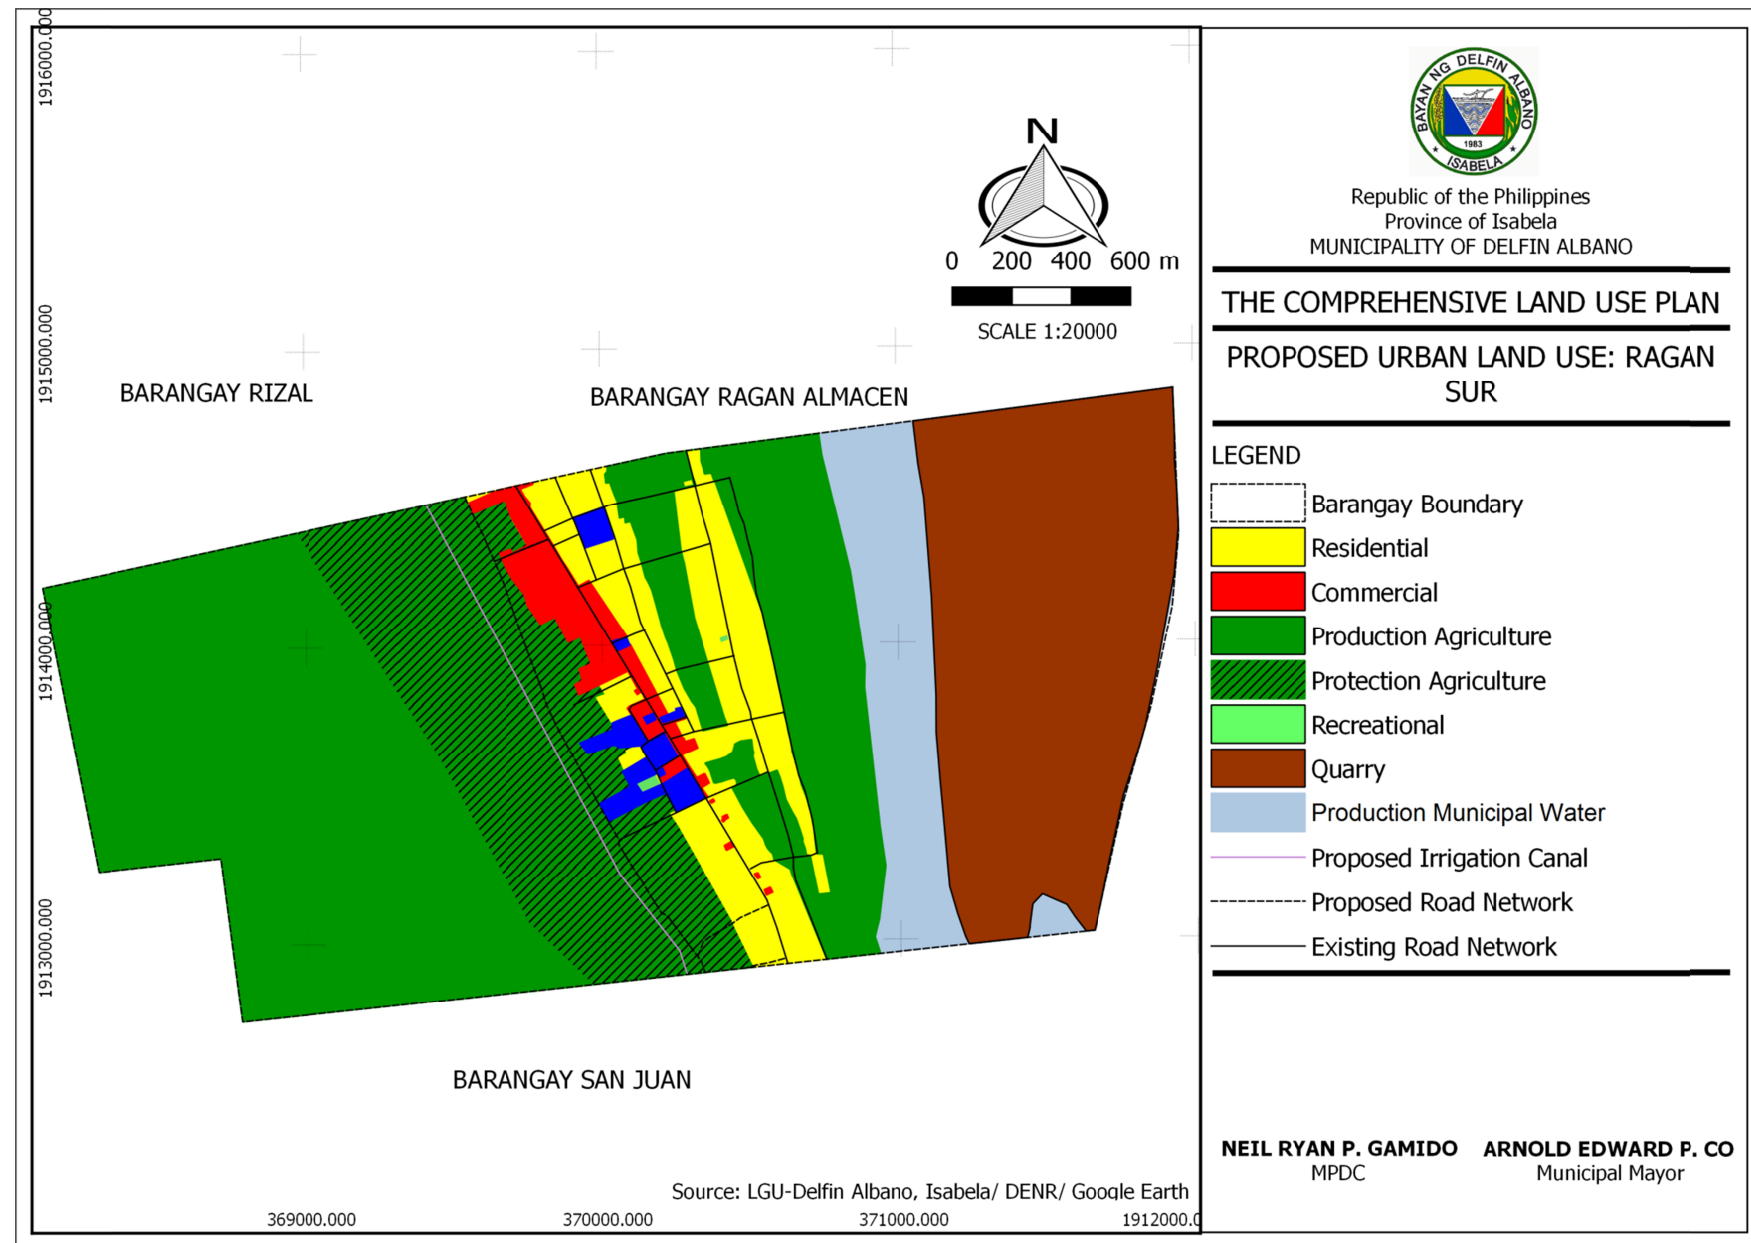 1916000.000
1915000.000
1914000.000
1913000.000
N
0 200 400 600 m
SCALE 1:20000
BARANGAY RIZAL
BARANGAY RAGAN ALMACEN
BARANGAY SAN JUAN
Source: LGU-Delfin Albano, Isabela/ DENR/ Google Earth
369000.000 370000.000 371000.000 1912000.0
BAYAN NG DELFIN ALBANO
1983
ISABELA
Republic of the Philippines
Province of Isabela
MUNICIPALITY OF DELFIN ALBANO
THE COMPREHENSIVE LAND USE PLAN
PROPOSED URBAN LAND USE: RAGAN
SUR
LEGEND
Barangay Boundary
Residential
Commercial
Production Agriculture
Protection Agriculture
Recreational
Quarry
Production Municipal Water
Proposed Irrigation Canal
Proposed Road Network
Existing Road Network
NEIL RYAN P. GAMIDO ARNOLD EDWARD P. CO
MPDC Municipal Mayor